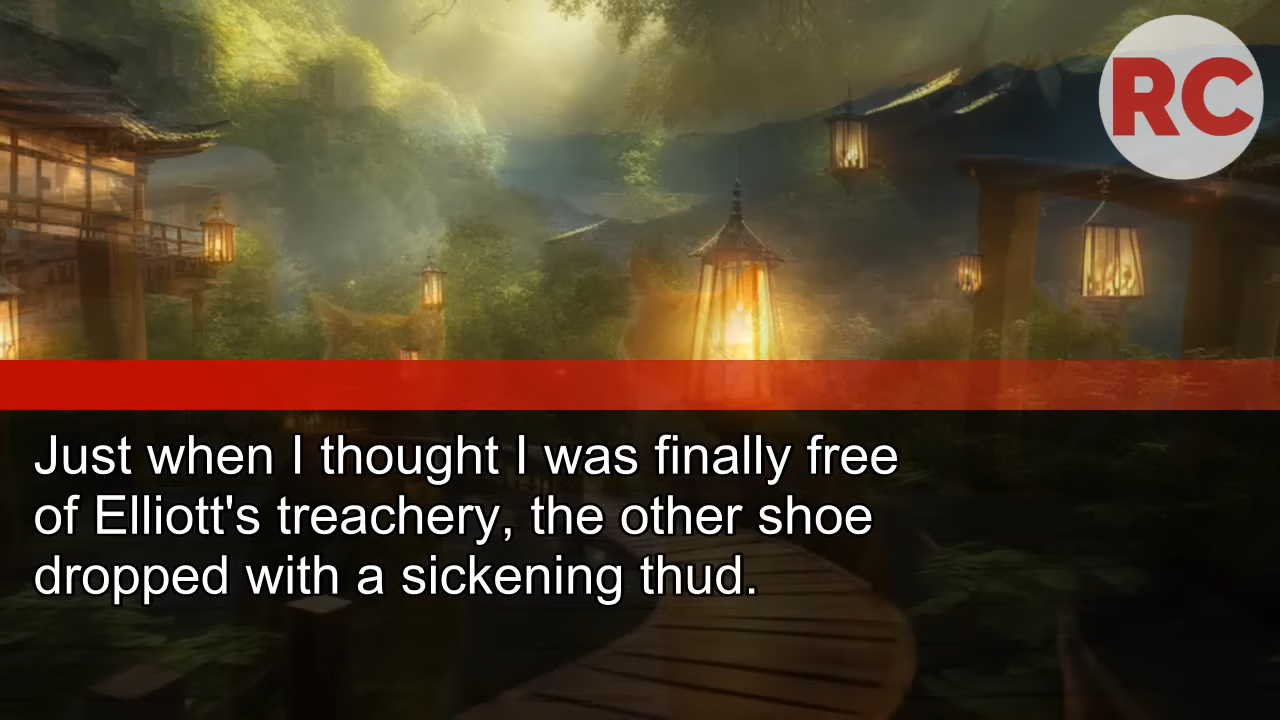 RC
Just when I thought I was finally free
of Elliott's treachery, the other shoe
dropped with a sickening thud.